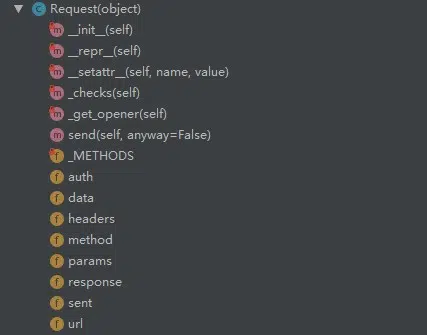 Request(object)
__init__(self)
__repr__(self)
__setattr__(self, name, value)
_checks(self)
_get_opener(self)
send(self, anyway=False)
_METHODS
auth
data
headers
method
params
response
sent
url